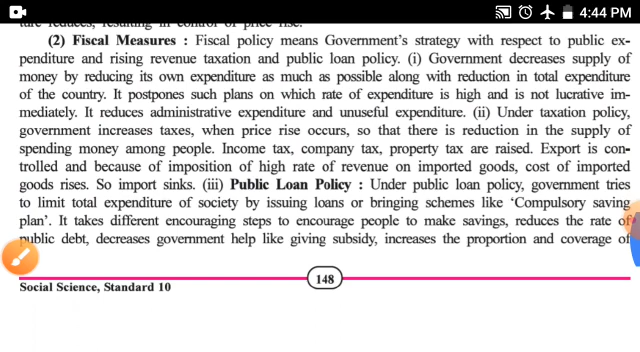 4:44 PM
ture reduces, resulting in control of price rise.
(2) Fiscal Measures : Fiscal policy means Government's strategy with respect to public ex-
penditure and rising revenue taxation and public loan policy. (i) Government decreases supply of
money by reducing its own expenditure as much as possible along with reduction in total expenditure
of the country. It postpones such plans on which rate of expenditure is high and is not lucrative im-
mediately. It reduces administrative expenditure and unuseful expenditure. (ii) Under taxation policy,
government increases taxes, when price rise occurs, so that there is reduction in the supply of
spending money among people. Income tax, company tax, property tax are raised. Export is con-
trolled and because of imposition of high rate of revenue on imported goods, cost of imported
goods rises. So import sinks. (iii) Public Loan Policy : Under public loan policy, government tries
to limit total expenditure of society by issuing loans or bringing schemes like 'Compulsory saving
plan'. It takes different encouraging steps to encourage people to make savings, reduces the rate of
public debt, decreases government help like giving subsidy, increases the proportion and coverage of
148
Social Science, Standard 10